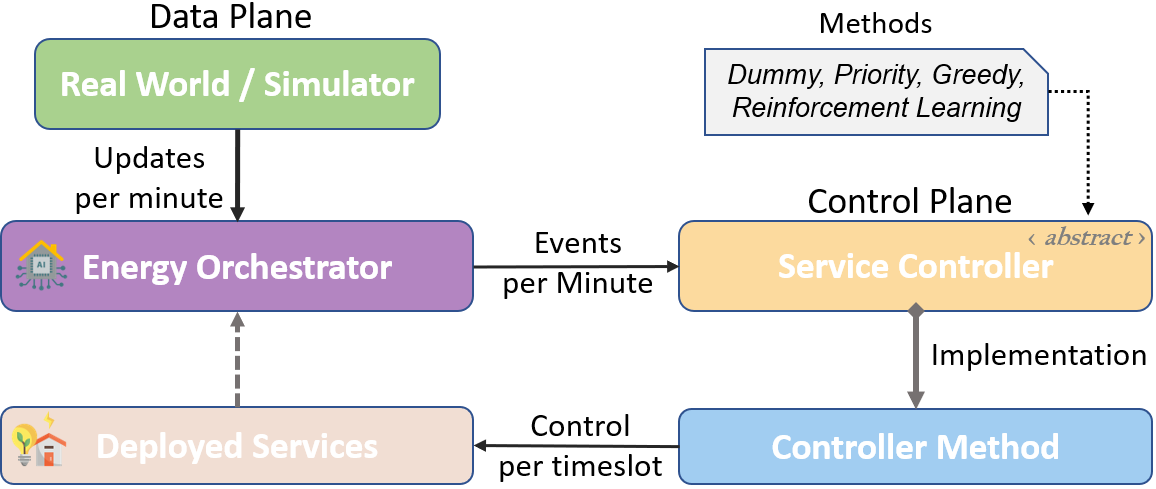 Data Plane
Real World / Simulator
Updates
per minute
Methods
Dummy, Priority, Greedy,
Reinforcement Learning
Control Plane
AI
Energy Orchestrator
Events
per Minute
‹ abstract ›
Service Controller
Implementation
Deployed Services
Control
per timeslot
Controller Method